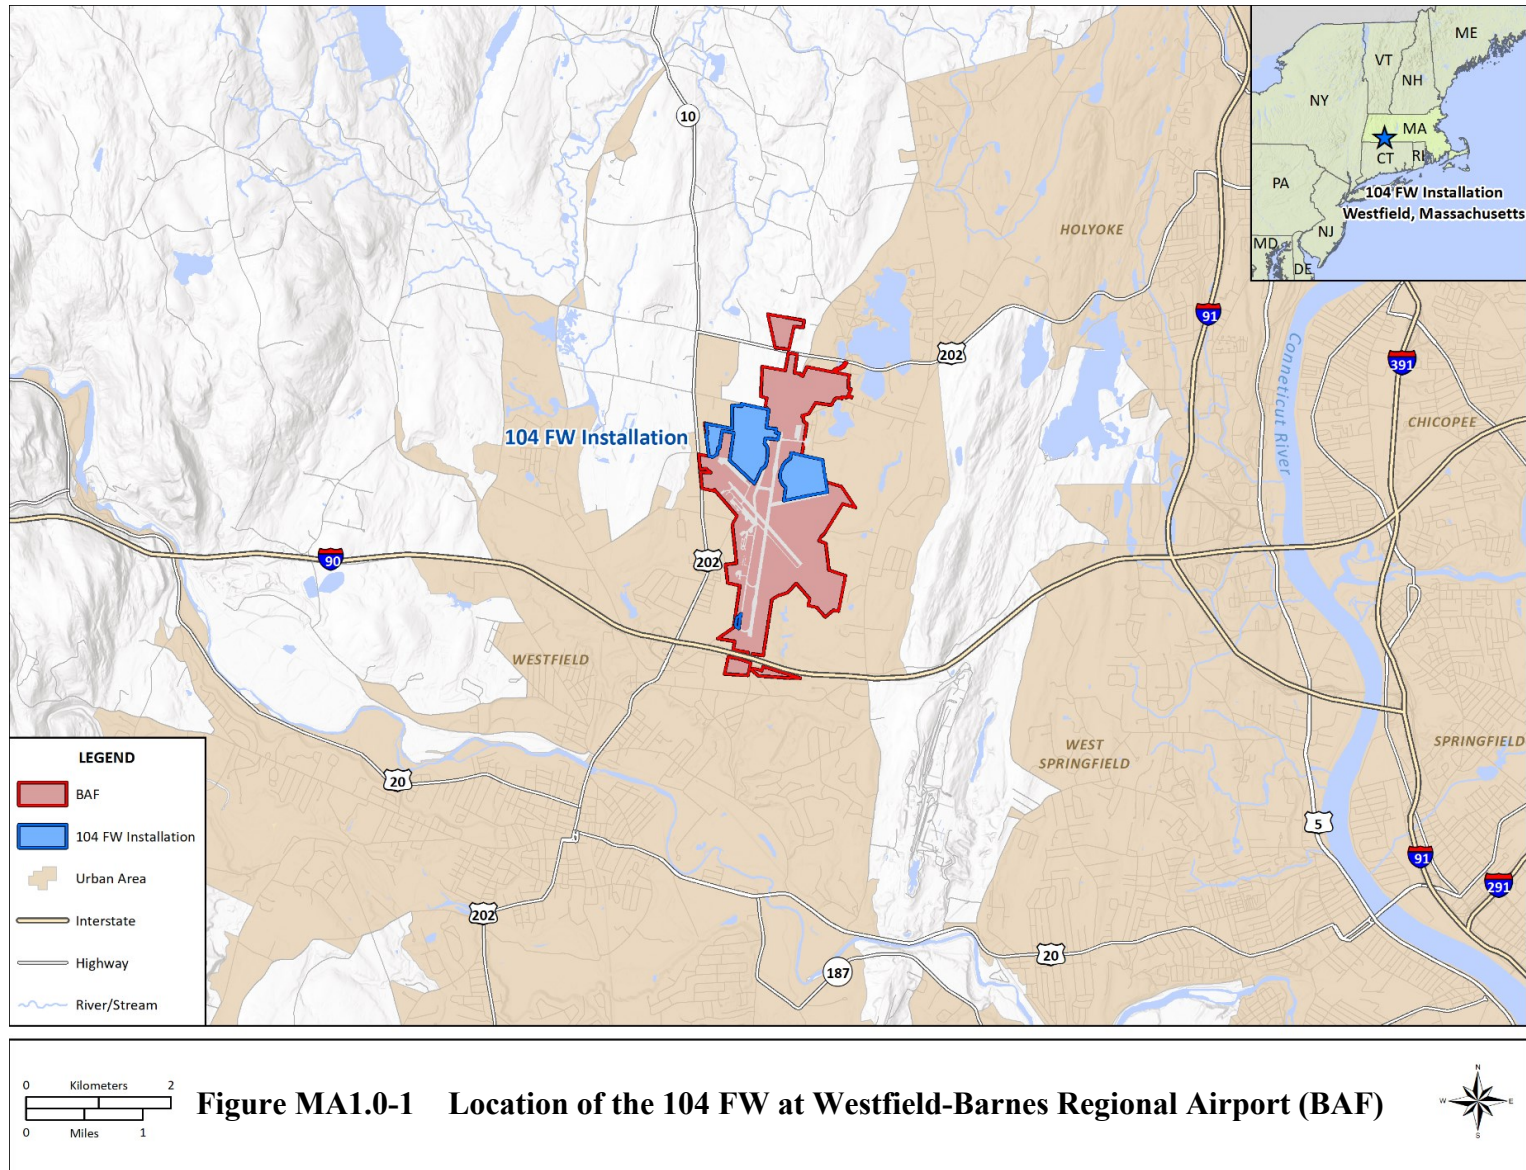 10
HOLYOKE
91
202
391
Conneticut River
CHICOPEE
104 FW Installation
90
202
WESTFIELD
WEST
SPRINGFIELD
SPRINGFIELD
20
5
91
291
202
20
187
ME
VT
NH
NY
MA
CT
RI
PA
104 FW Installation
Westfield, Massachusetts
NJ
MD
DE
LEGEND
BAF
104 FW Installation
Urban Area
Interstate
Highway
River/Stream
0 Kilometers 2
0 Miles 1
Figure MA1.0-1 Location of the 104 FW at Westfield-Barnes Regional Airport (BAF)
N
W E
S